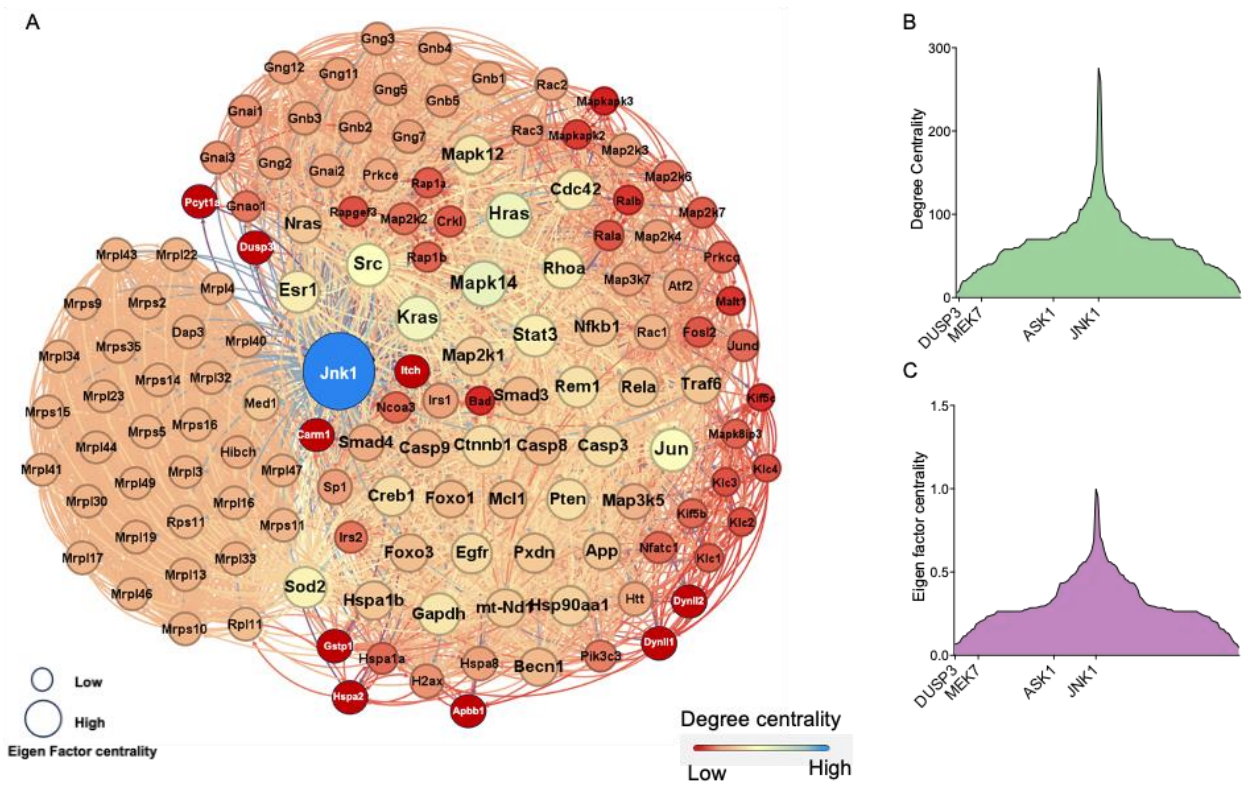 A
Gng3
Gnb4
Gng12
Gng11
Gnb1
Gng5
Rac2
Gnb5
Mapkapk3
Gnai1
Gnb3
Gnb2
Gng7
Rac3
Mapkapk2
Map2k3
Gnai3
Gng2
Gnai2
Prkce
Mapk12
Map2k6
Rap1a
Cdc42
Pcyt1a
Gnao1
Ralb
Rapgef3
Map2k2
Crkl
Hras
Map2k7
Nras
Rala
Map2k4
Dusp3
Mrpl43
Mrpl22
Rap1b
Src
Rhoa
Prkcq
Mapk14
Map3k7
Atf2
Mrpl4
Esr1
Mrps9
Mrps2
Malt1
Kras
Nfkb1
Rac1
Fosl2
Dap3
Stat3
Mrps35
Mrpl40
Jund
Mrpl34
Map2k1
Jnk1
Itch
Mrps14
Mrpl32
Rem1
Rela
Traf6
Mrpl23
Med1
Ncoa3
Irs1
Bad
Smad3
Kif5c
Mrps15
Mrps5
Mrps16
Carm1
Mapk8ip3
Mrpl44
Hibch
Smad4
Casp9
Ctnnb1
Casp8
Casp3
Jun
Mrpl41
Mrpl3
Mrpl47
Klc4
Mrpl49
Sp1
Klc3
Mrpl30
Mrpl16
Creb1
Foxo1
Mcl1
Pten
Map3k5
Kif5b
Rps11
Mrps11
Klc2
Mrpl19
Irs2
Mrpl17
Mrpl33
Foxo3
Egfr
Pxdn
App
Nfatc1
Klc1
Mrpl13
Mrpl46
Sod2
Hspa1b
Gapdh
mt-Nd1
Hsp90aa1
Htt
Dynll2
Mrps10
Rpl11
Gstp1
Hspa1a
Hspa8
Becn1
Pik3c3
Dynll1
H2ax
Hspa2
Apbb1
Low
High
Eigen Factor centrality
Degree centrality
Low
High
B
Degree Centrality
300
200
100
0
DUSP3
MEK7
ASK1
JNK1
C
Eigen factor centrality
1.5
1.0
0.5
0.0
DUSP3
MEK7
ASK1
JNK1